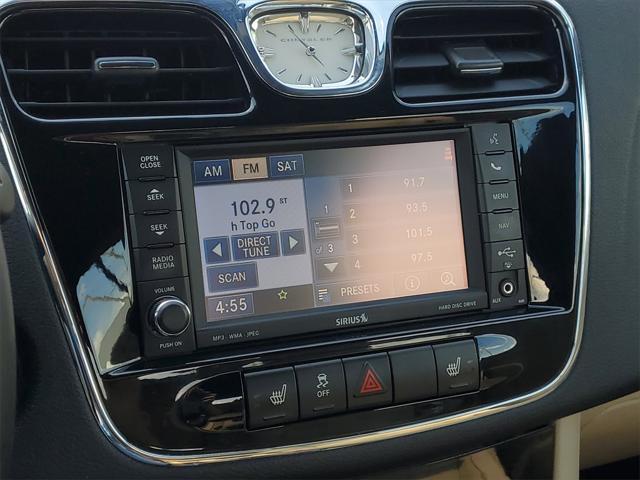 CHRYSLER
OPEN
CLOSE
SEEK
SEEK
RADIO
MEDIA
VOLUME
PUSH ON
AM FM SAT
102.9 ST
h Top Go
DIRECT
TUNE
SCAN
4:55
1
3
1 91.7
2 93.5
3 101.5
4 97.5
PRESETS
2
MENU
NAV
AUX
MP3 · WMA · JPEG
SIRIUS
HARD DISC DRIVE
OFF